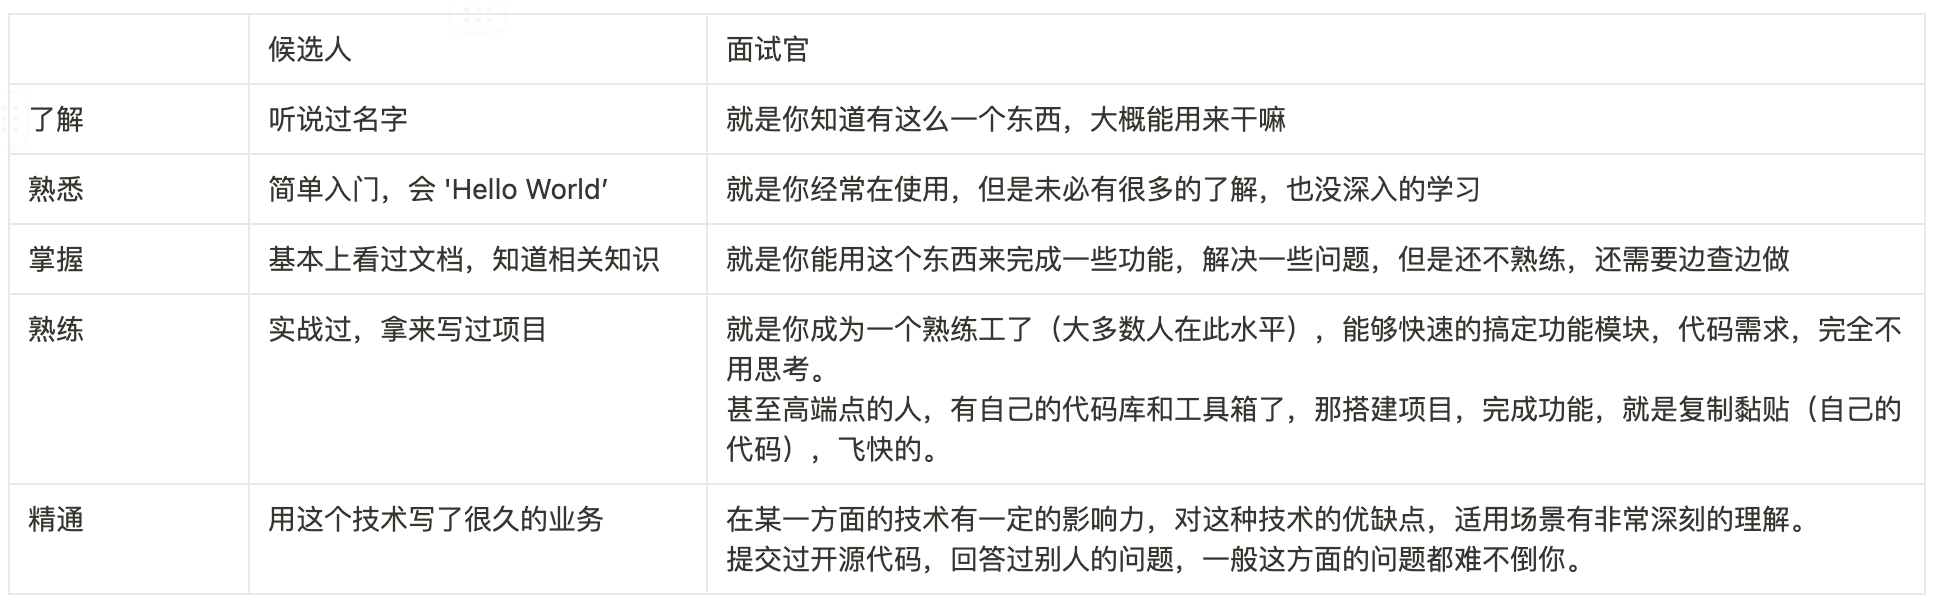 候选人
面试官
了解
听说过名字
就是你知道有这么一个东西，大概能用来干嘛
熟悉
简单入门，会 'Hello World’
就是你经常在使用，但是未必有很多的了解，也没深入的学习
掌握
基本上看过文档，知道相关知识
就是你能用这个东西来完成一些功能，解决一些问题，但是还不熟练，还需要边查边做
熟练
实战过，拿来写过项目
就是你成为一个熟练工了（大多数人在此水平），能够快速的搞定功能模块，代码需求，完全不
用思考。
甚至高端点的人，有自己的代码库和工具箱了，那搭建项目，完成功能，就是复制黏贴（自己的
代码），飞快的。
精通
用这个技术写了很久的业务
在某一方面的技术有一定的影响力，对这种技术的优缺点，适用场景有非常深刻的理解。
提交过开源代码，回答过别人的问题，一般这方面的问题都难不倒你。